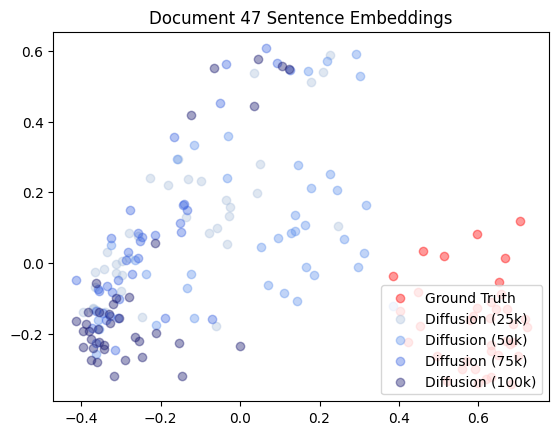 Document 47 Sentence Embeddings
0.6
0.4
0.2
0.0
−0.2
Ground Truth
Diffusion (25k)
Diffusion (50k)
Diffusion (75k)
Diffusion (100k)
−0.4 −0.2 0.0 0.2 0.4 0.6